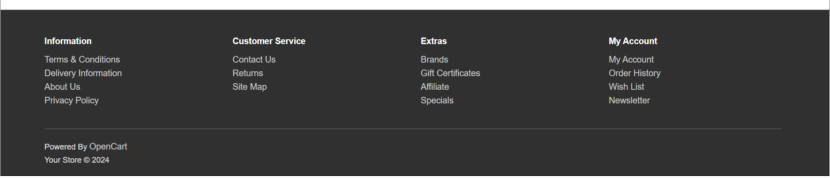 Information
Terms & Conditions
Delivery Information
About Us
Privacy Policy
Customer Service
Contact Us
Returns
Site Map
Extras
Brands
Gift Certificates
Affiliate
Specials
My Account
My Account
Order History
Wish List
Newsletter
Powered By OpenCart
Your Store © 2024